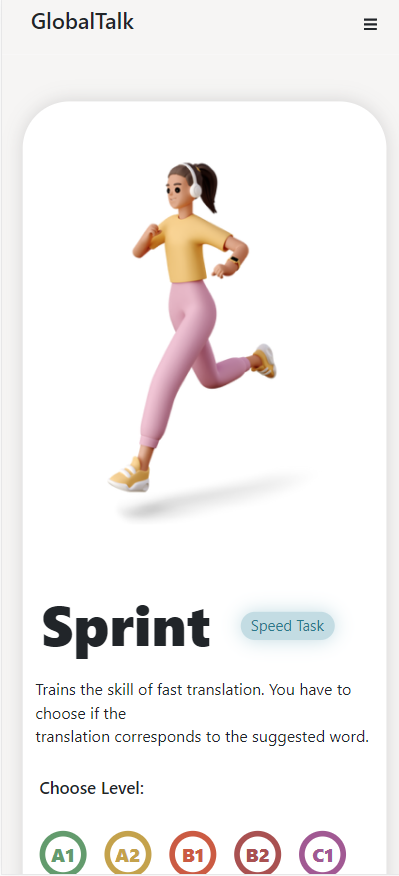 GlobalTalk
Sprint
Speed Task
Trains the skill of fast translation. You have to
choose if the
translation corresponds to the suggested word.
Choose Level:
A1 A2 B1 B2 C1